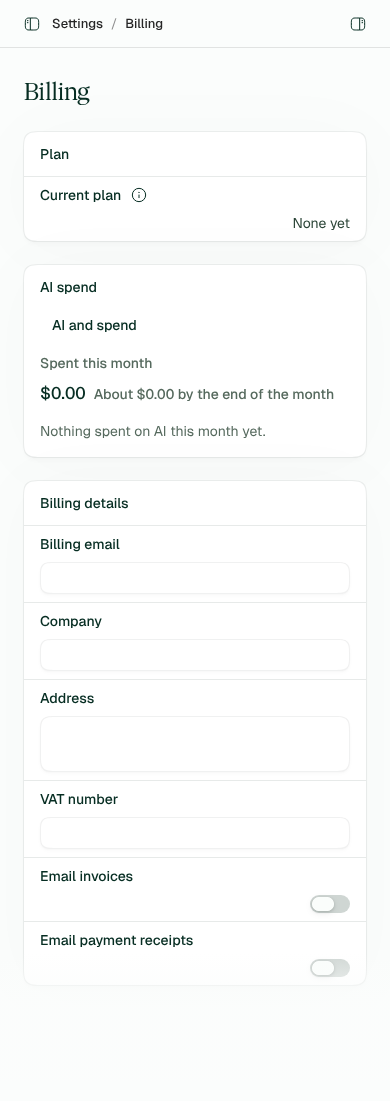 Settings / Billing
Billing
Plan
Current plan
None yet
AI spend
AI and spend
Spent this month
$0.00 About $0.00 by the end of the month
Nothing spent on AI this month yet.
Billing details
Billing email
Company
Address
VAT number
Email invoices
Email payment receipts